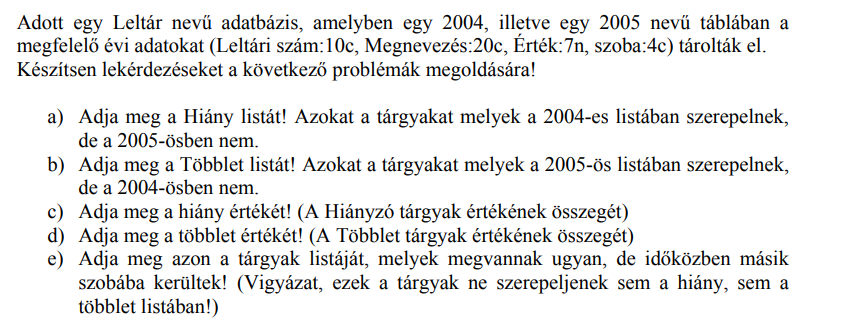 Adott egy Leltár nevű adatbázis, amelyben egy 2004, illetve egy 2005 nevű táblában a
megfelelő évi adatokat (Leltári szám:10c, Megnevezés:20c, Érték:7n, szoba:4c) tárolták el.
Készítsen lekérdezéseket a következő problémák megoldására!
a) Adja meg a Hiány listát! Azokat a tárgyakat melyek a 2004-es listában szerepelnek,
de a 2005-ösben nem.
b) Adja meg a Többlet listát! Azokat a tárgyakat melyek a 2005-ös listában szerepelnek,
de a 2004-ösben nem.
c) Adja meg a hiány értékét! (A Hiányzó tárgyak értékének összegét)
d) Adja meg a többlet értékét! (A Többlet tárgyak értékének összegét)
e) Adja meg azon a tárgyak listáját, melyek megvannak ugyan, de időközben másik
szobába kerültek! (Vigyázat, ezek a tárgyak ne szerepeljenek sem a hiány, sem a
többlet listában!)